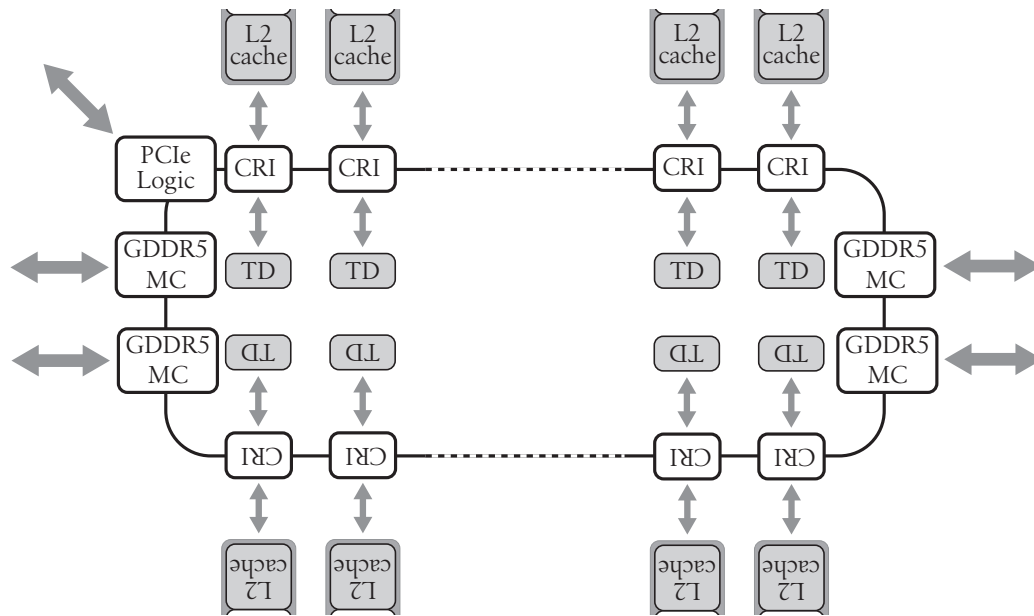 L2
cache
L2
cache
L2
cache
L2
cache
PCIe
Logic
CRI
CRI
CRI
CRI
GDDR5
MC
TD
TD
TD
TD
GDDR5
MC
GDDR5
MC
TD
TD
TD
TD
GDDR5
MC
CRI
CRI
CRI
CRI
L2
cache
L2
cache
L2
cache
L2
cache